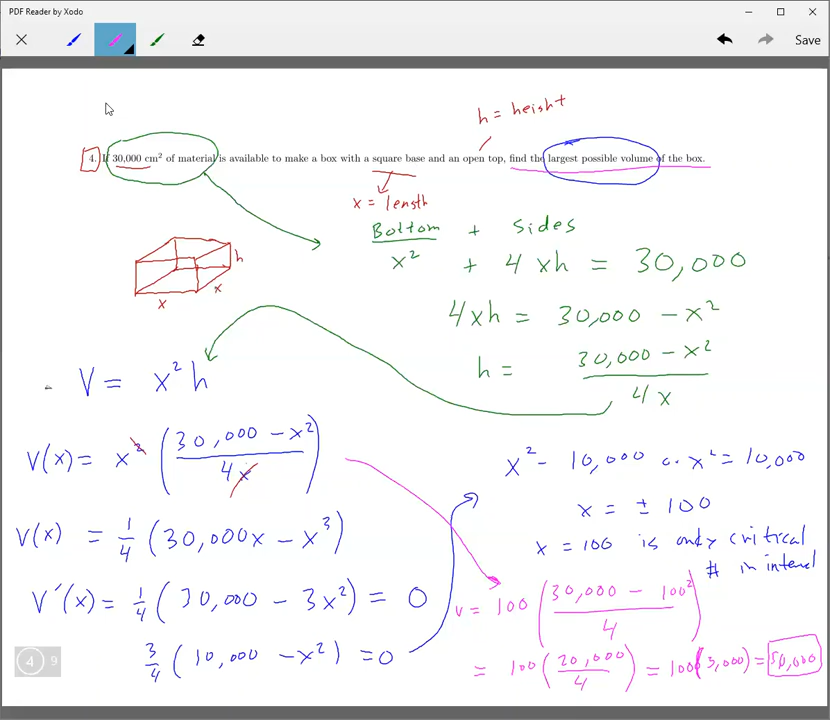 PDF Reader by Xodo
Save
h = height
4. If 30,000 cm² of material is available to make a box with a square base and an open top, find the largest possible volume of the box.
x = length
Bottom + Sides
x² + 4xh = 30,000
h
x
x
4xh = 30,000 - x²
h = (30,000 - x²)/4x
V = x²h
V(x) = x² ((30,000 - x²)/4x)
V(x) = 1/4 (30,000x - x³)
V'(x) = 1/4 (30,000 - 3x²) = 0
3/4 (10,000 - x²) = 0
x² - 10,000 or x² = 10,000
x = ± 100
x = 100 is only critical
# in interval
V = 100 ((30,000 - 100²)/4)
= 100 (20,000/4) = 100(5,000) = 50,000
4 9